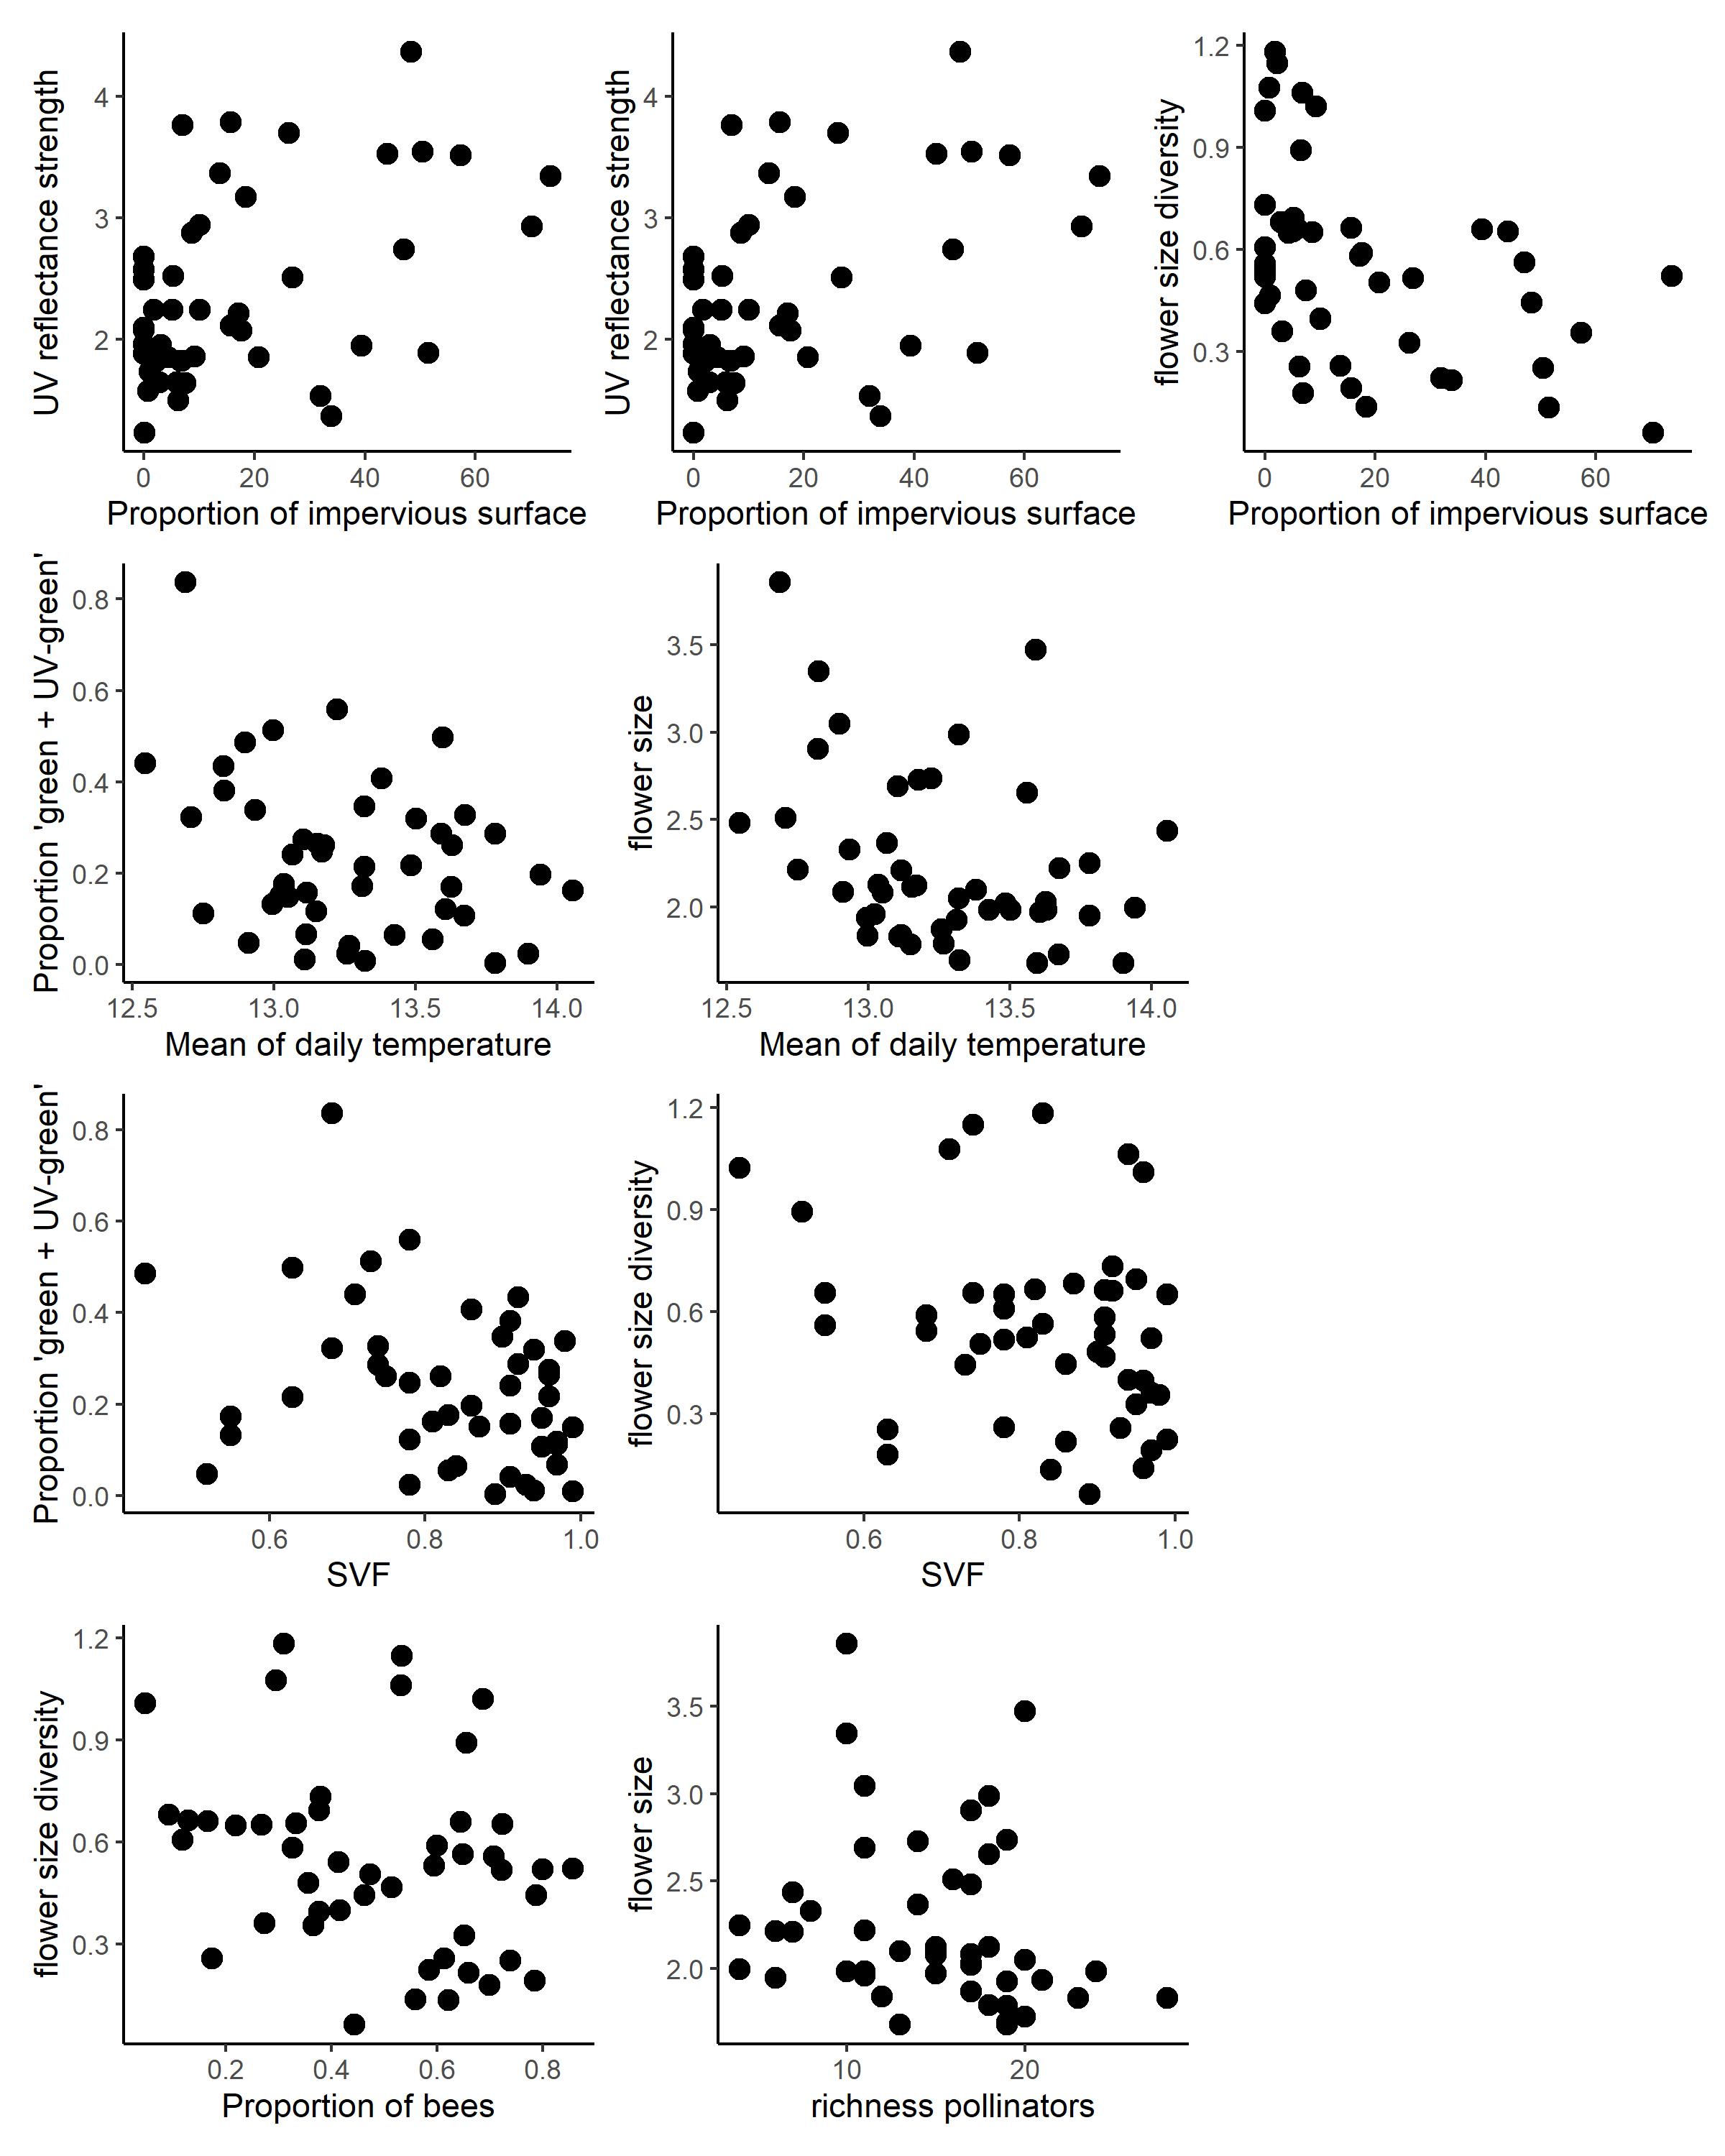 UV reflectance strength
4
3
2
0 20 40 60
Proportion of impervious surface
UV reflectance strength
4
3
2
0 20 40 60
Proportion of impervious surface
flower size diversity
1.2
0.9
0.6
0.3
0 20 40 60
Proportion of impervious surface
Proportion 'green + UV-green'
0.8
0.6
0.4
0.2
0.0
12.5 13.0 13.5 14.0
Mean of daily temperature
flower size
3.5
3.0
2.5
2.0
12.5 13.0 13.5 14.0
Mean of daily temperature
Proportion 'green + UV-green'
0.8
0.6
0.4
0.2
0.0
0.6 0.8 1.0
SVF
flower size diversity
1.2
0.9
0.6
0.3
0.6 0.8 1.0
SVF
flower size diversity
1.2
0.9
0.6
0.3
0.2 0.4 0.6 0.8
Proportion of bees
flower size
3.5
3.0
2.5
2.0
10 20
richness pollinators